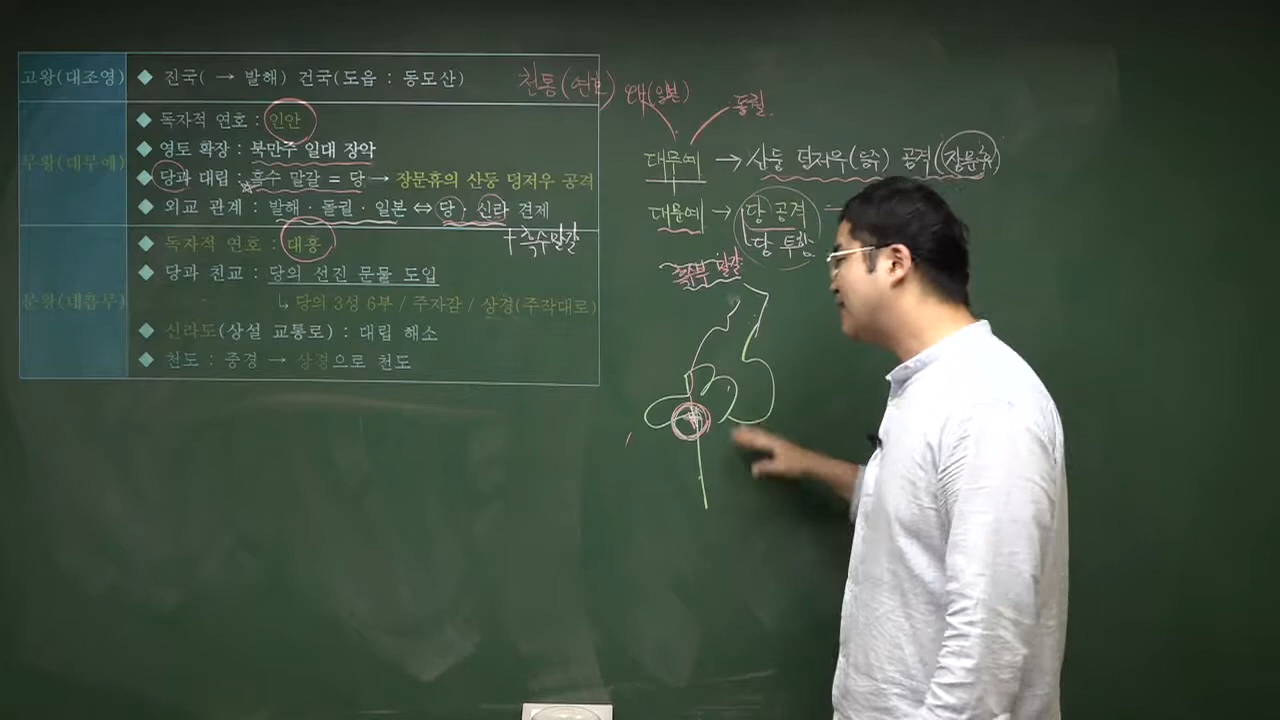 고왕(대조영)
◆ 진국( → 발해) 건국(도읍 : 동모산)
천통(연호)
무왕(대무예)
◆ 독자적 연호 : 인안
◆ 영토 확장 : 북만주 일대 장악
◆ 당과 대립 : 흑수 말갈 = 당 → 장문휴의 산둥 덩저우 공격
◆ 외교 관계 : 발해 · 돌궐 · 일본 ⇔ 당 · 신라 견제
+ 흑수말갈
문왕(대흠무)
◆ 독자적 연호 : 대흥
◆ 당과 친교 : 당의 선진 문물 도입
↳ 당의 3성 6부 / 주자감 / 상경(주작대로)
◆ 신라도(상설 교통로) : 대립 해소
◆ 천도 : 중경 → 상경으로 천도
(일본)
돌궐
대무예 → 산둥 덩저우(등주) 공격(장문휴)
대문예 → 당 공격
당 투항
말갈